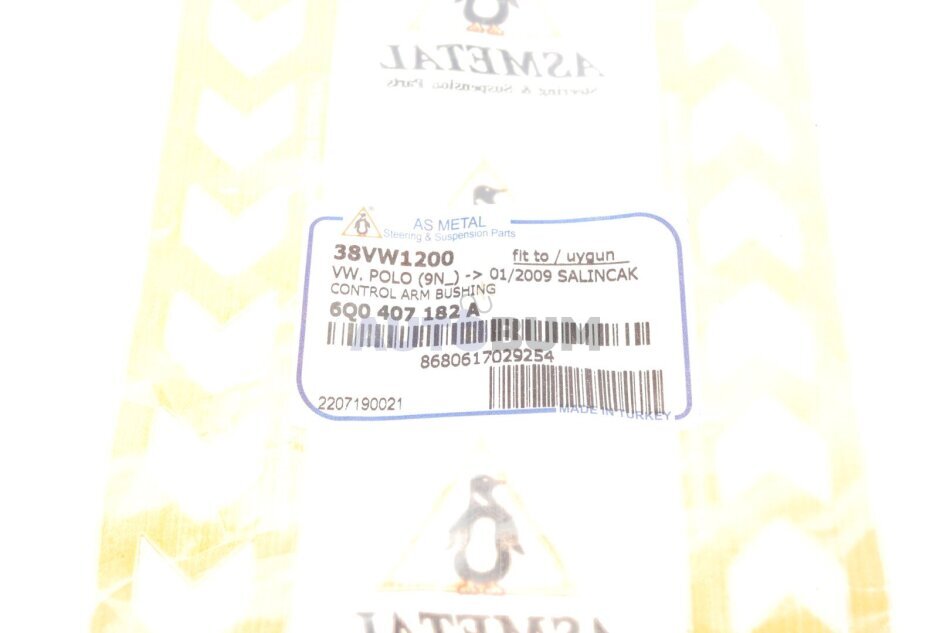 ASMETAL
Steering & Suspension Parts
AS METAL
Steering & Suspension Parts
38VW1200 fit to / uygun
VW. POLO (9N_) -> 01/2009 SALINCAK
CONTROL ARM BUSHING
6Q0 407 182 A
AUTOBUM
8680617029254
2207190021
MADE IN TURKEY
ASMETAL